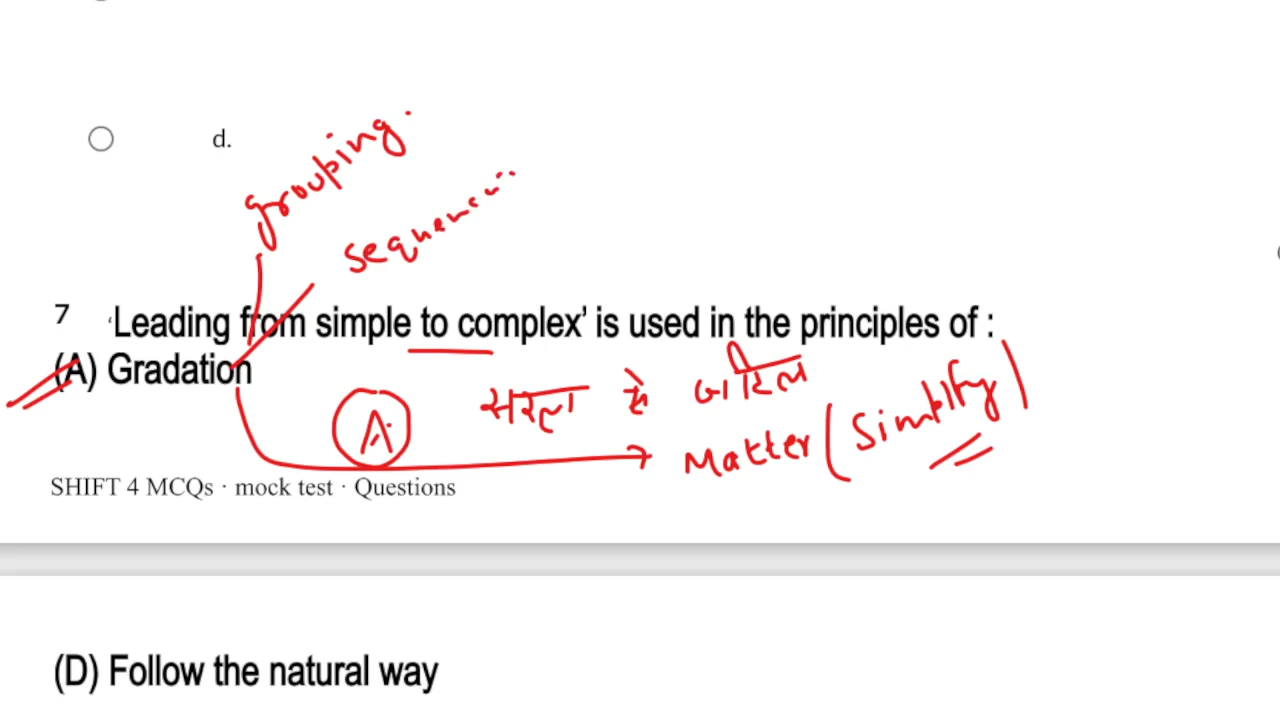 d.
grouping.
7 'Leading from simple to complex' is used in the principles of :
(A) Gradation
सरल से जटिल
A
Matter (Simplify)
SHIFT 4 MCQs · mock test · Questions
(D) Follow the natural way